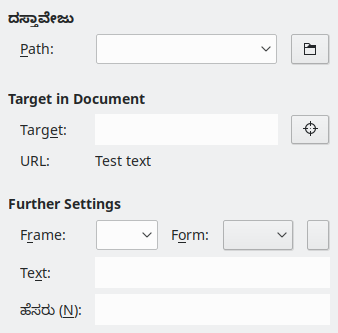 ದಸ್ತಾವೇಜು
Path:
Target in Document
Target:
URL: Test text
Further Settings
Frame: Form:
Text:
ಹೆಸರು (N):